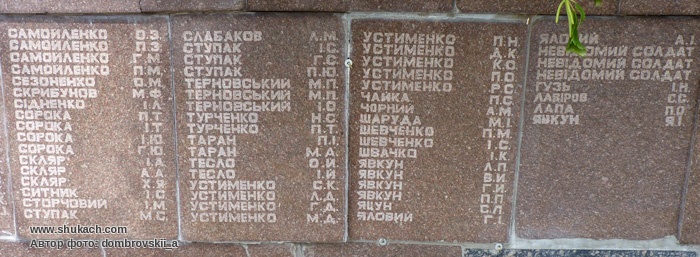 САМОЙЛЕНКО О.З.
САМОЙЛЕНКО П.З.
САМОЙЛЕНКО Г.М.
САМОЙЛЕНКО П.М.
СЕЗОНЕНКО Є.М.
СКРИБУНОВ М.Ф.
СІДНЕНКО І.Л.
СОРОКА П.Т.
СОРОКА І.Т.
СОРОКА І.Ю.
СОРОКА Г.Ю.
СКЛЯР І.А.
СКЛЯР А.А.
СКЛЯР Х.Я.
СИТНИК І.О.
СТОРЧОВИЙ І.М.
СТУПАК М.С.
СЛАБАКОВ Л.М.
СТУПАК І.С.
СТУПАК Г.С.
СТУПАК П.Ю.
ТЕРНОВСЬКИЙ М.П.
ТЕРНОВСЬКИЙ М.П.
ТЕРНОВСЬКИЙ І.О.
ТУРЧЕНКО Н.С.
ТУРЧЕНКО П.Т.
ТАРАН П.І.
ТАРАН М.А.
ТЕСЛО О.Й.
ТЕСЛО І.Я.
УСТИМЕНКО С.К.
УСТИМЕНКО Л.Д.
УСТИМЕНКО Г.Д.
УСТИМЕНКО М.Д.
УСТИМЕНКО П.Н.
УСТИМЕНКО Д.К.
УСТИМЕНКО К.О.
УСТИМЕНКО П.О.
УСТИМЕНКО Р.С.
ЧАЙКА П.С.
ЧОРНИЙ А.М.
ШАРУДА М.І.
ШЕВЧЕНКО П.М.
ШЕВЧЕНКО Є.С.
ШВАЧКО І.К.
ЯВКУН А.П.
ЯВКУН В.І.
ЯВКУН Г.И.
ЯВКУН П.П.
ЯЦУН С.Л.
ЯЛОВИЙ Г.І.
ЯЛОВИЙ А.І.
НЕВІДОМИЙ СОЛДАТ
НЕВІДОМИЙ СОЛДАТ
НЕВІДОМИЙ СОЛДАТ
ГУЗЬ І.Н.
ЛАВІРОВ С.С.
ЛАПА П.О.
ЯВКУН Я.І.
www.shukach.com
Автор фото: dombrovskii_a